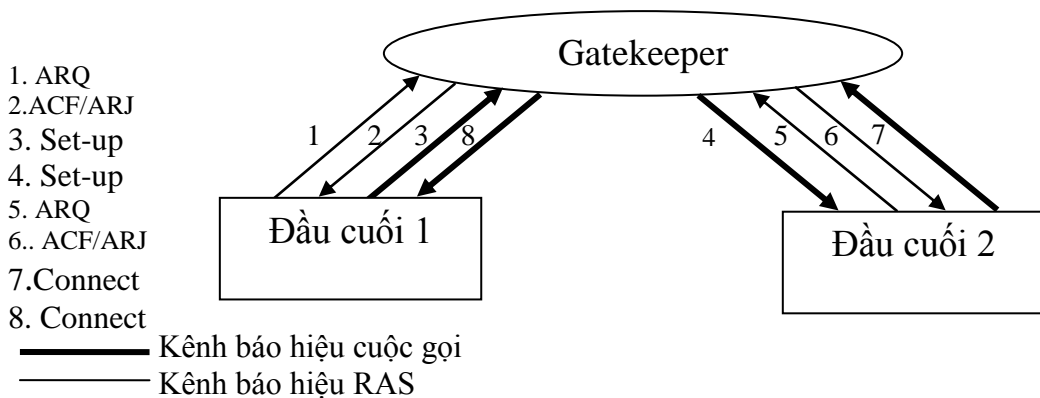 Gatekeeper
1. ARQ
2.ACF/ARJ
3. Set-up
4. Set-up
5. ARQ
6.. ACF/ARJ
7.Connect
8. Connect
1 2 3 8 4 5 6 7
Đầu cuối 1
Đầu cuối 2
Kênh báo hiệu cuộc gọi
Kênh báo hiệu RAS